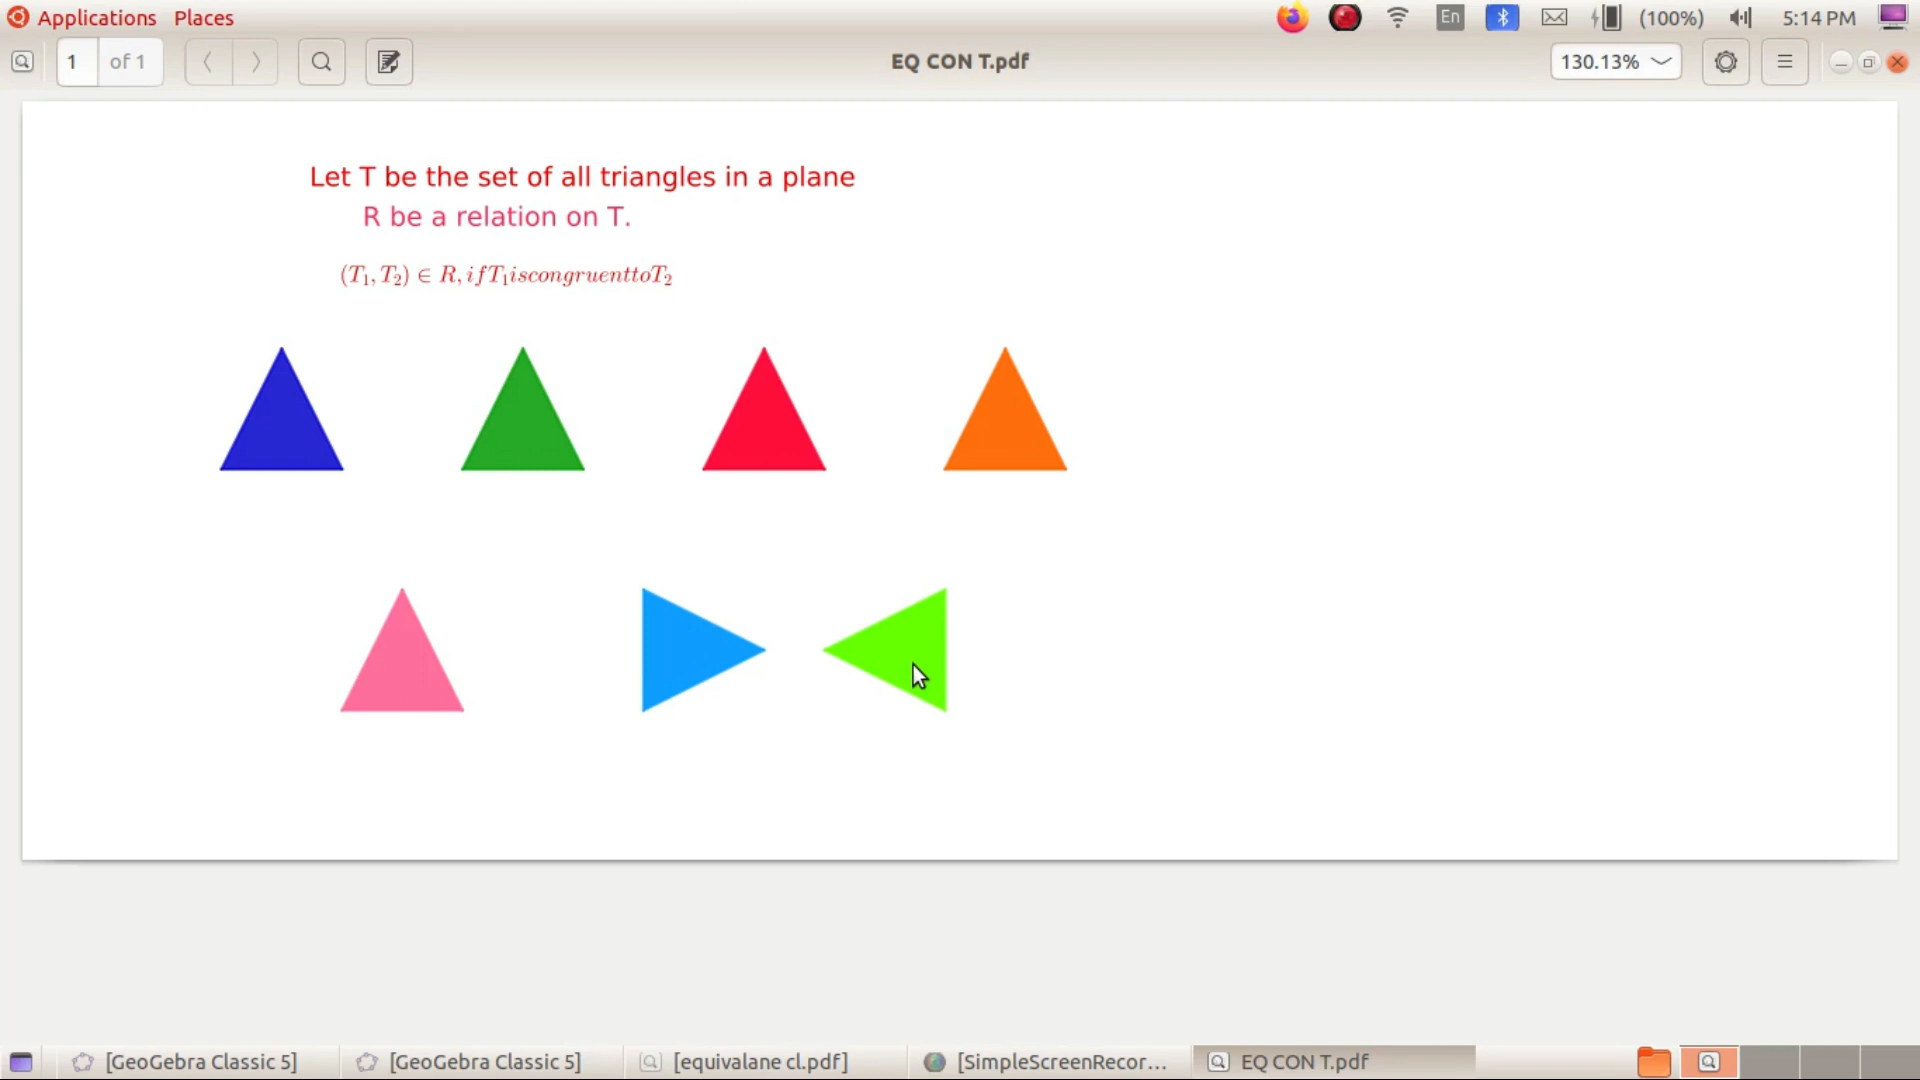 Applications Places
En (100%) 5:14 PM
1 of 1
EQ CON T.pdf
130.13%
Let T be the set of all triangles in a plane
R be a relation on T.
(T₁, T₂) ∈ R, ifT₁iscongruenttoT₂
[GeoGebra Classic 5] [GeoGebra Classic 5] [equivalane cl.pdf] [SimpleScreenRecor... EQ CON T.pdf